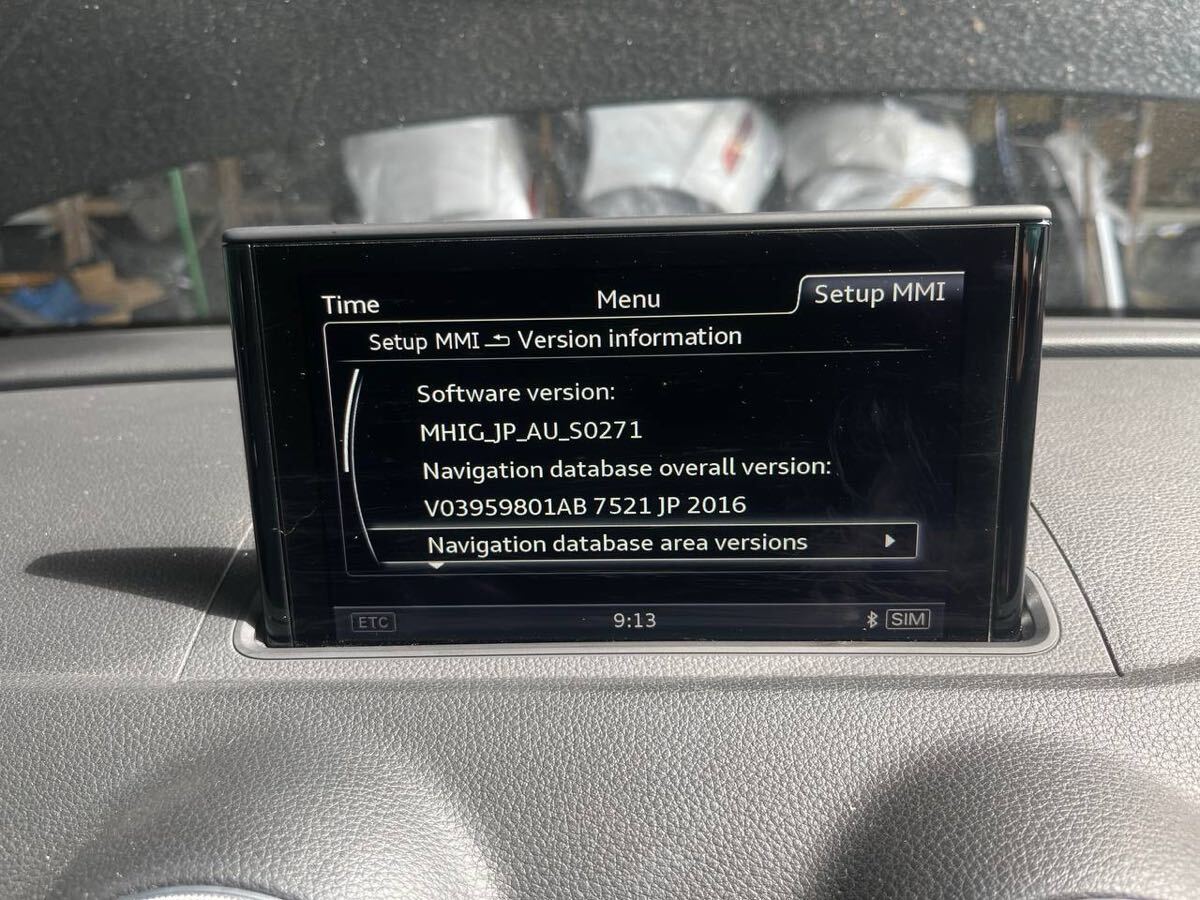 Time Menu Setup MMI
Setup MMI Version information
Software version:
MHIG_JP_AU_S0271
Navigation database overall version:
V03959801AB 7521 JP 2016
Navigation database area versions
ETC 9:13 SIM